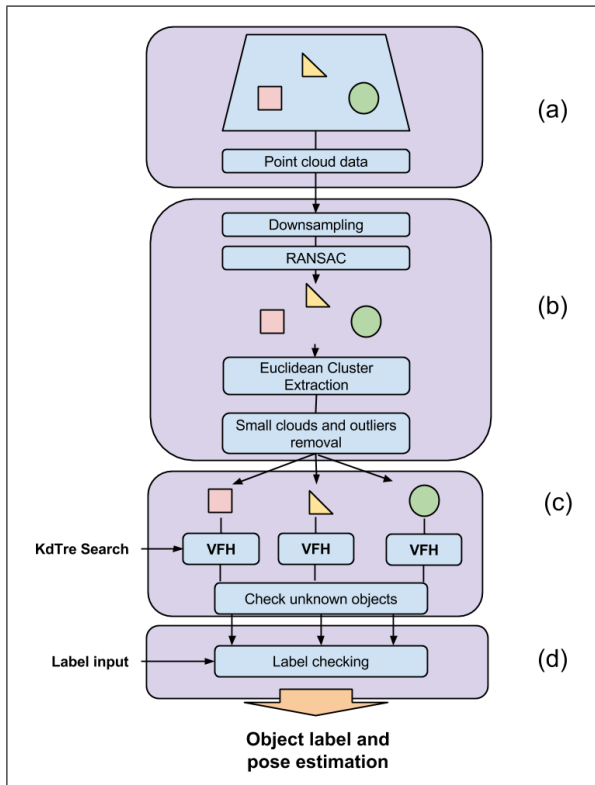 (a)
Point cloud data
Downsampling
RANSAC
(b)
Euclidean Cluster
Extraction
Small clouds and outliers
removal
(c)
KdTre Search
VFH
VFH
VFH
Check unknown objects
Label input
Label checking
(d)
Object label and
pose estimation